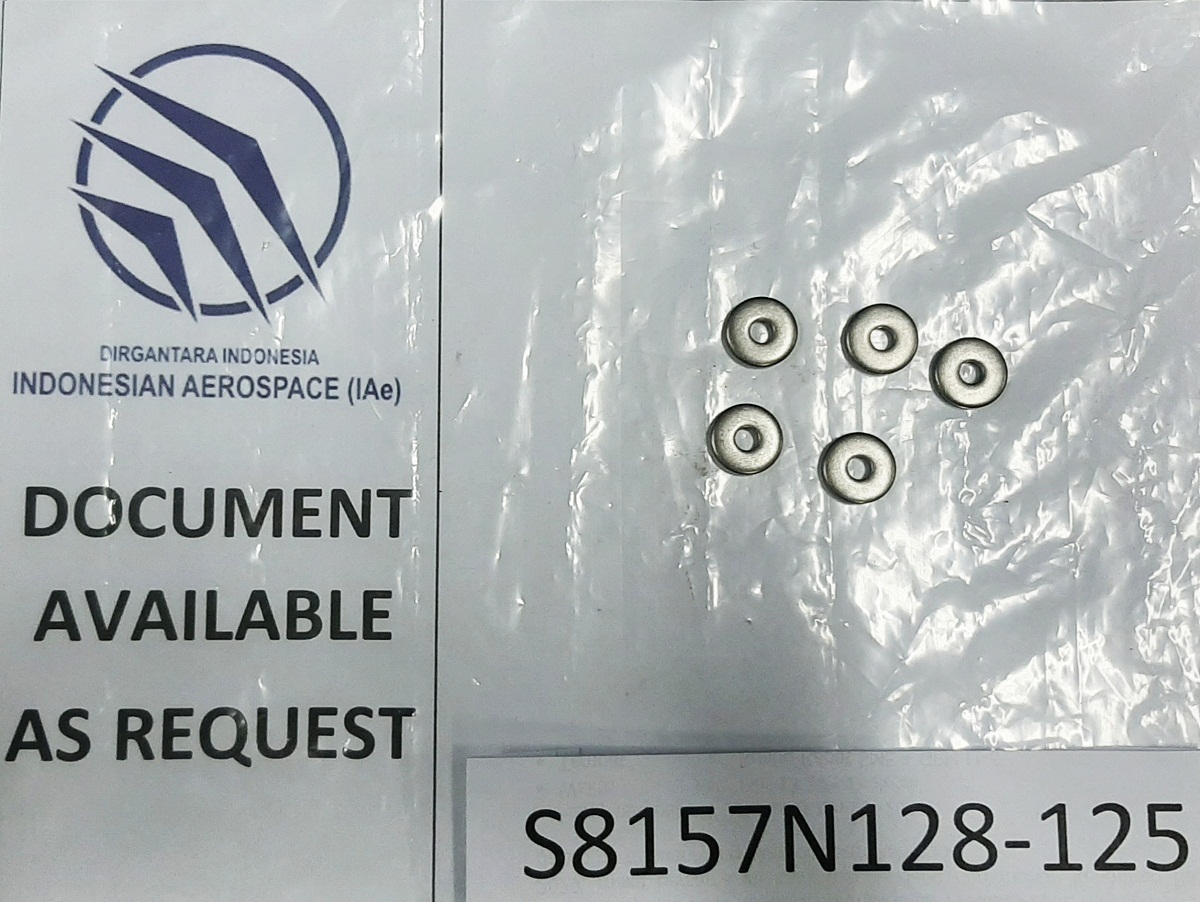 DIRGANTARA INDONESIA
INDONESIAN AEROSPACE (IAe)
DOCUMENT
AVAILABLE
AS REQUEST
S8157N128-125